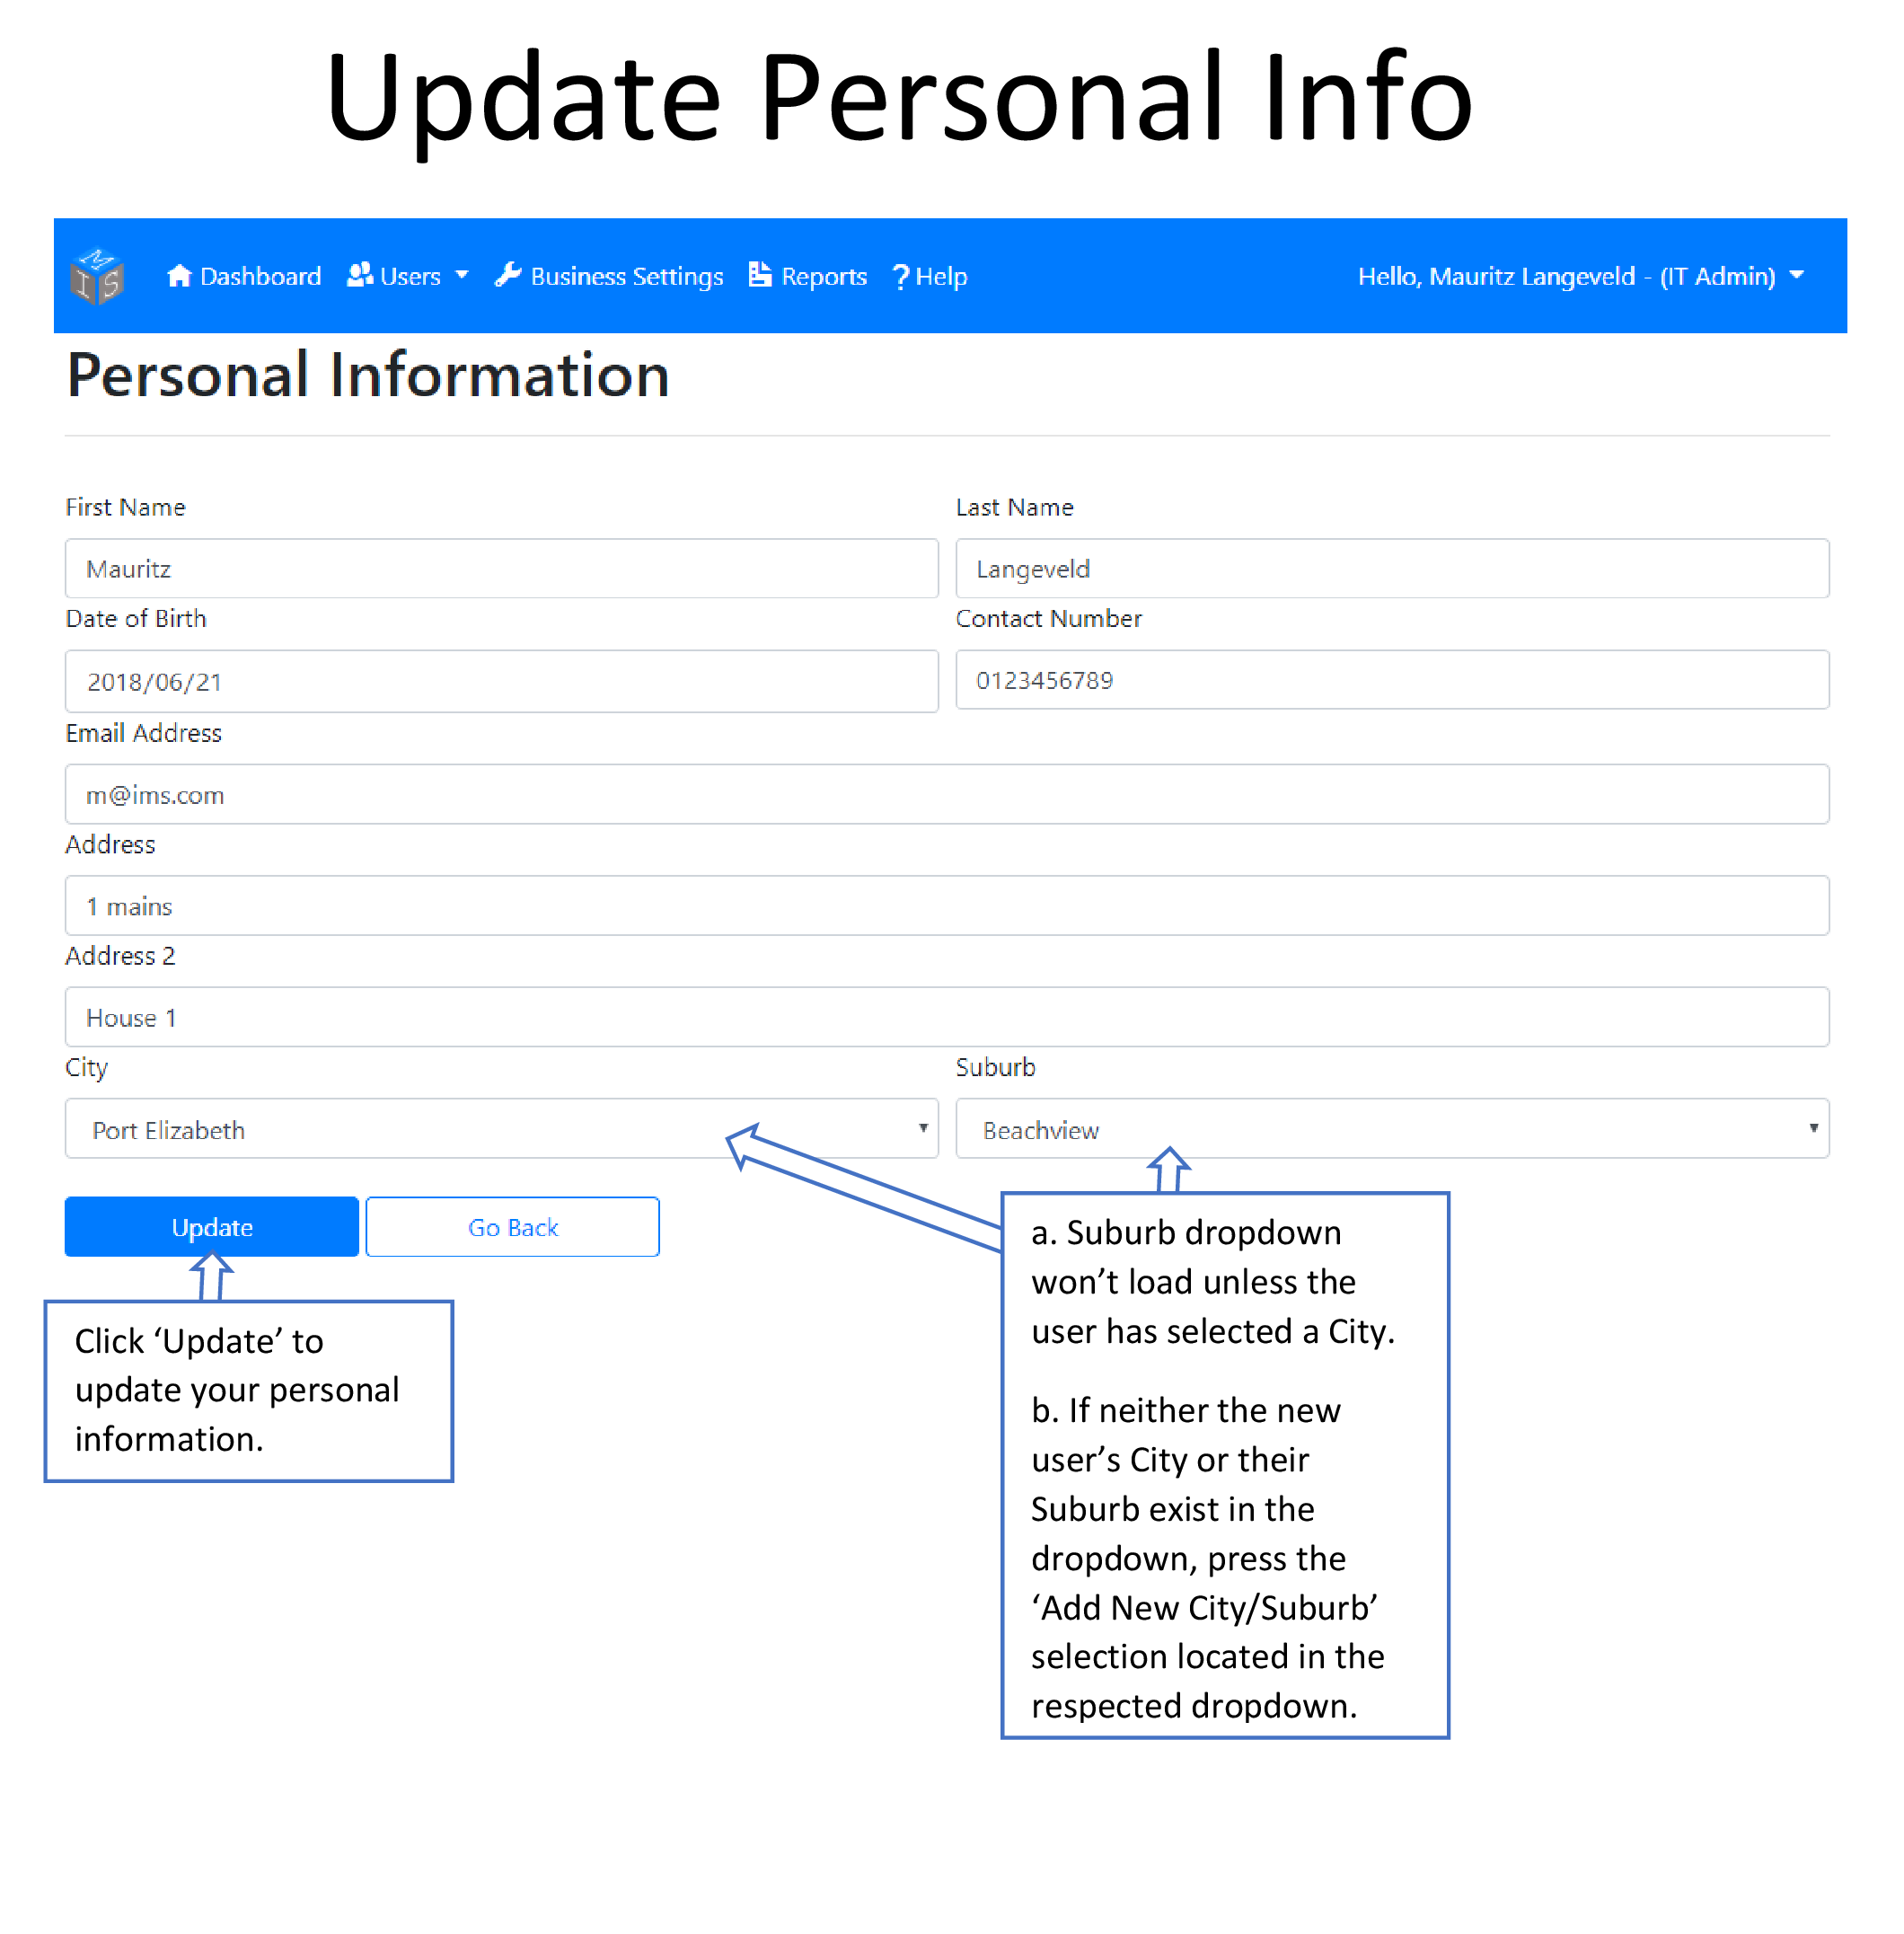 Update Personal Info
IMS Dashboard Users Business Settings Reports ? Help Hello, Mauritz Langeveld - (IT Admin)
Personal Information
First Name Last Name
Mauritz Langeveld
Date of Birth Contact Number
2018/06/21 0123456789
Email Address
m@ims.com
Address
1 mains
Address 2
House 1
City Suburb
Port Elizabeth Beachview
Update Go Back
Click ‘Update’ to
update your personal
information.
a. Suburb dropdown
won’t load unless the
user has selected a City.
b. If neither the new
user’s City or their
Suburb exist in the
dropdown, press the
‘Add New City/Suburb’
selection located in the
respected dropdown.